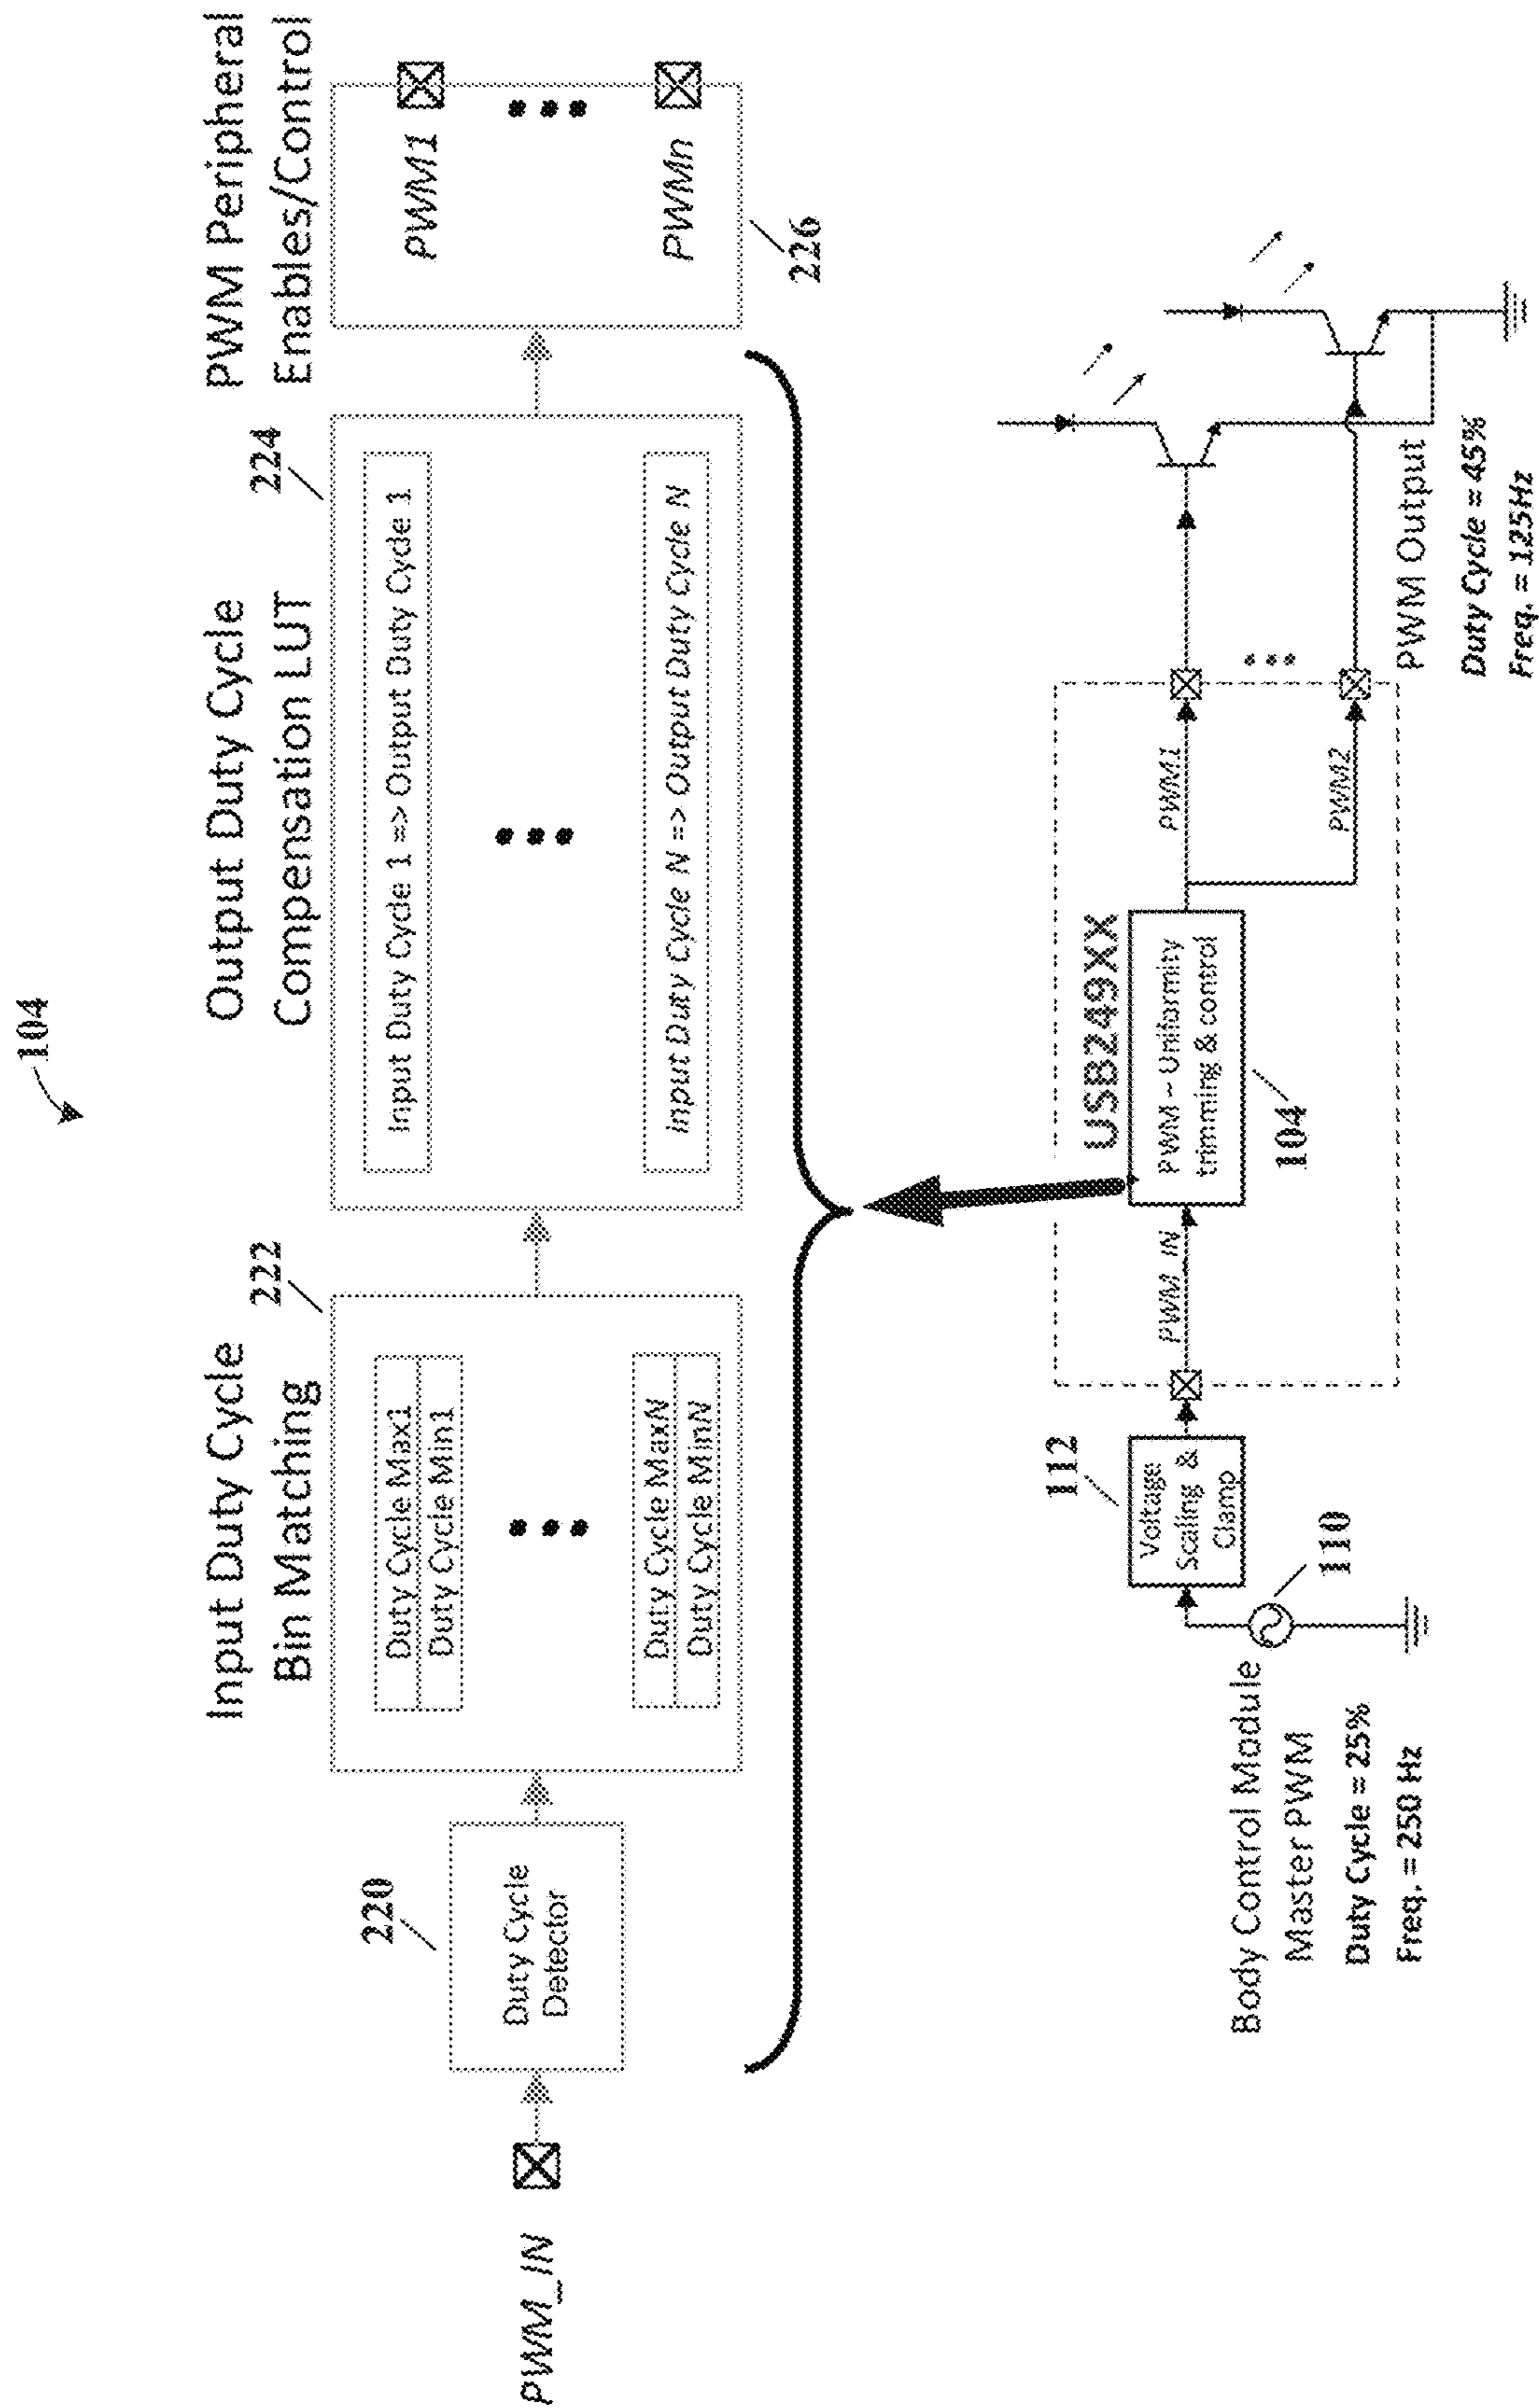 104
PWM_IN
220
Duty Cycle
Detector
Input Duty Cycle
Bin Matching
222
Duty Cycle Max1
Duty Cycle Min1
Duty Cycle MaxN
Duty Cycle MinN
Output Duty Cycle
Compensation LUT
224
Input Duty Cycle 1 => Output Duty Cycle 1
Input Duty Cycle N => Output Duty Cycle N
PWM Peripheral
Enables/Control
PWM1
PWMn
226
Body Control Module
Master PWM
Duty Cycle = 25%
Freq. = 250 Hz
110
112
Voltage
Scaling &
Clamp
PWM_IN
USB249XX
PWM ~ Uniformity
trimming & control
104
PWM1
PWM2
PWM Output
Duty Cycle = 45%
Freq. = 125Hz